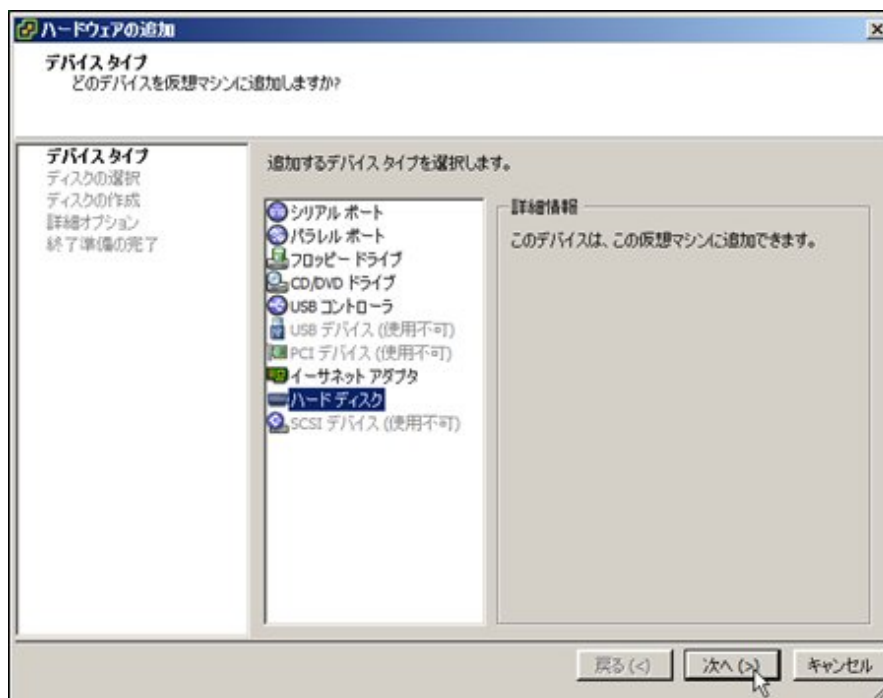 ハードウェアの追加
デバイス タイプ
どのデバイスを仮想マシンに追加しますか?
デバイス タイプ
ディスクの選択
ディスクの作成
詳細オプション
終了準備の完了
追加するデバイス タイプを選択します。
シリアル ポート
パラレル ポート
フロッピー ドライブ
CD/DVD ドライブ
USB コントローラ
USB デバイス (使用不可)
PCI デバイス (使用不可)
イーサネット アダプタ
ハード ディスク
SCSI デバイス (使用不可)
詳細情報
このデバイスは、この仮想マシンに追加できます。
戻る(<)
次へ(>)
キャンセル